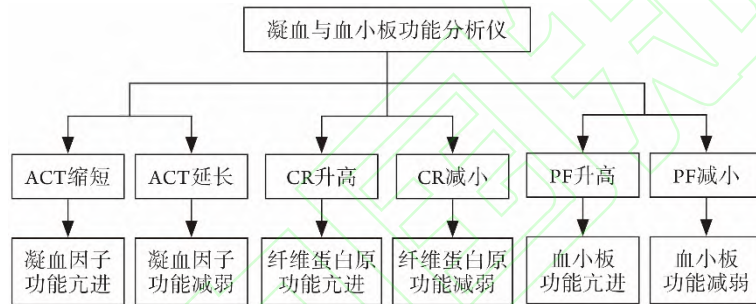 凝血与血小板功能分析仪
ACT缩短
ACT延长
CR升高
CR减小
PF升高
PF减小
凝血因子
功能亢进
凝血因子
功能减弱
纤维蛋白原
功能亢进
纤维蛋白原
功能减弱
血小板
功能亢进
血小板
功能减弱